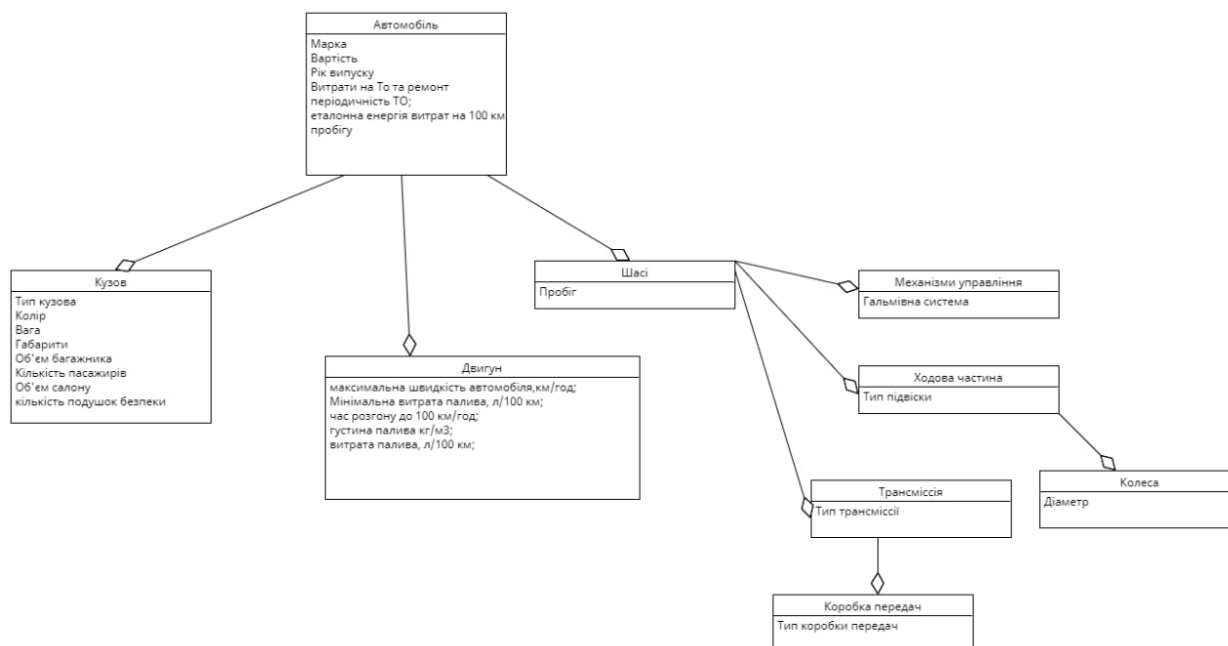 Автомобіль
Марка
Вартість
Рік випуску
Витрати на То та ремонт
періодичність ТО;
еталонна енергія витрат на 100 км
пробігу
Кузов
Тип кузова
Колір
Вага
Габарити
Об'єм багажника
Кількість пасажирів
Об'єм салону
кількість подушок безпеки
Двигун
максимальна швидкість автомобіля,км/год;
Мінімальна витрата палива, л/100 км;
час розгону до 100 км/год;
густина палива кг/м3;
витрата палива, л/100 км;
Шасі
Пробіг
Механізми управління
Гальмівна система
Ходова частина
Тип підвіски
Колеса
Діаметр
Трансміссія
Тип трансміссії
Коробка передач
Тип коробки передач